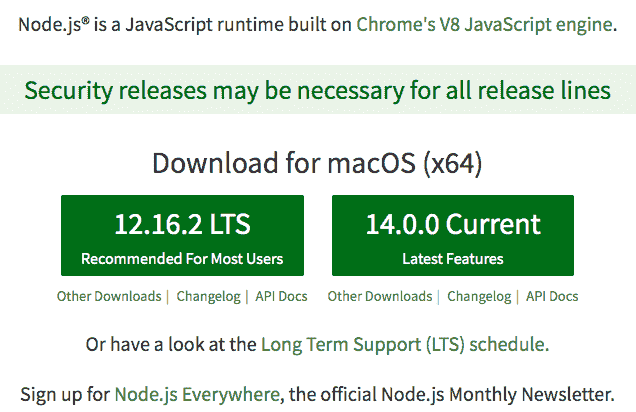 Node.js® is a JavaScript runtime built on Chrome's V8 JavaScript engine.
Security releases may be necessary for all release lines
Download for macOS (x64)
12.16.2 LTS
Recommended For Most Users
14.0.0 Current
Latest Features
Other Downloads | Changelog | API Docs
Other Downloads | Changelog | API Docs
Or have a look at the Long Term Support (LTS) schedule.
Sign up for Node.js Everywhere, the official Node.js Monthly Newsletter.